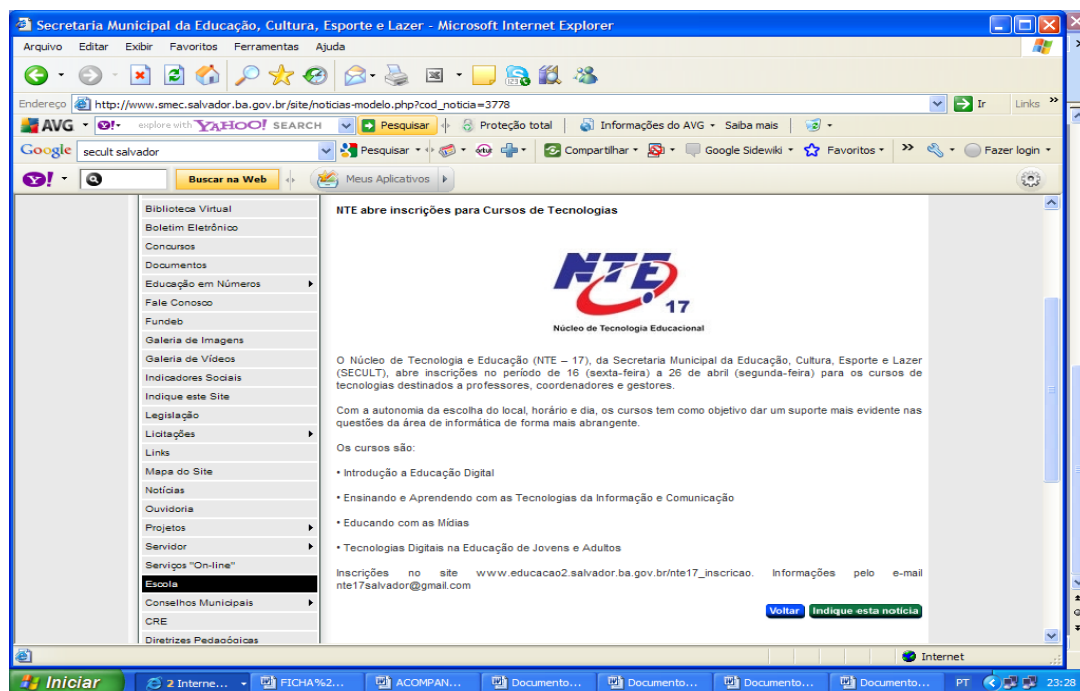 Secretaria Municipal da Educação, Cultura, Esporte e Lazer - Microsoft Internet Explorer
Arquivo Editar Exibir Favoritos Ferramentas Ajuda
Endereço http://www.smec.salvador.ba.gov.br/site/noticias-modelo.php?cod_noticia=3778 Ir Links »
AVG explore with YAHOO! SEARCH Pesquisar Proteção total Informações do AVG Saiba mais
Google secult salvador Pesquisar Compartilhar Google Sidewiki Favoritos » Fazer login
Y! Buscar na Web Meus Aplicativos
Biblioteca Virtual
Boletim Eletrônico
Concursos
Documentos
Educação em Números
Fale Conosco
Fundeb
Galeria de Imagens
Galeria de Vídeos
Indicadores Sociais
Indique este Site
Legislação
Licitações
Links
Mapa do Site
Notícias
Ouvidoria
Projetos
Servidor
Serviços "On-line"
Escola
Conselhos Municipais
CRE
Diretrizes Pedagógicas
NTE abre inscrições para Cursos de Tecnologias
NTE
17
Núcleo de Tecnologia Educacional
O Núcleo de Tecnologia e Educação (NTE – 17), da Secretaria Municipal da Educação, Cultura, Esporte e Lazer
(SECULT), abre inscrições no período de 16 (sexta-feira) a 26 de abril (segunda-feira) para os cursos de
tecnologias destinados a professores, coordenadores e gestores.
Com a autonomia da escolha do local, horário e dia, os cursos tem como objetivo dar um suporte mais evidente nas
questões da área de informática de forma mais abrangente.
Os cursos são:
• Introdução a Educação Digital
• Ensinando e Aprendendo com as Tecnologias da Informação e Comunicação
• Educando com as Mídias
• Tecnologias Digitais na Educação de Jovens e Adultos
Inscrições no site www.educacao2.salvador.ba.gov.br/nte17_inscricao. Informações pelo e-mail
nte17salvador@gmail.com
Voltar Indique esta notícia
Internet
Iniciar 2 Interne... FICHA%2... ACOMPAN... Documento... Documento... Documento... Documento... PT 23:28